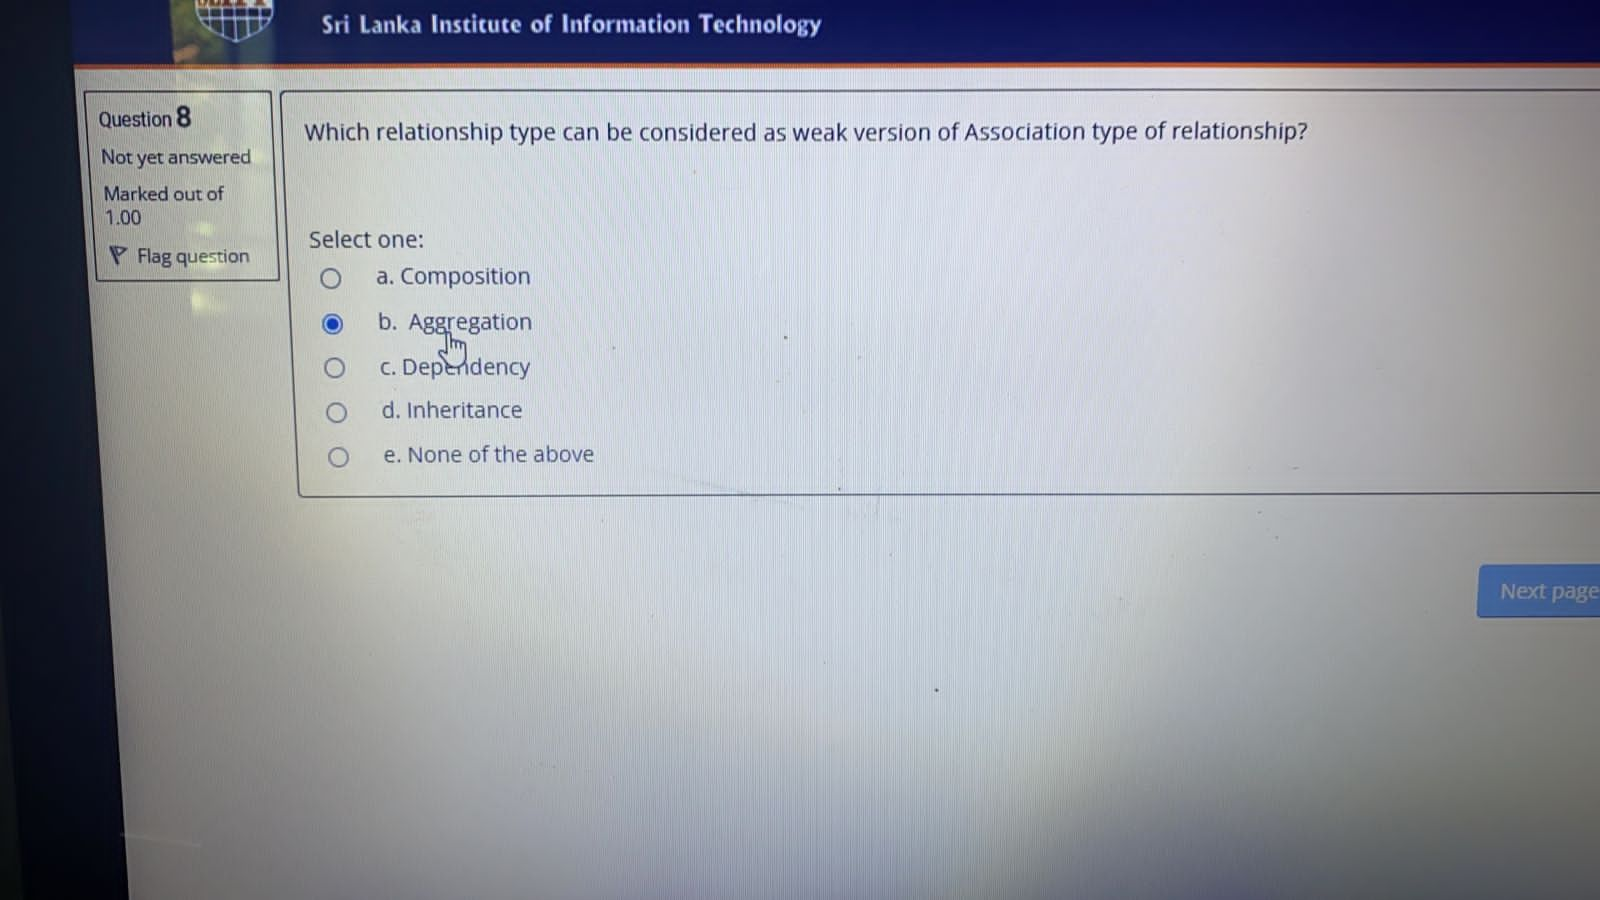 Sri Lanka Institute of Information Technology
Question 8
Not yet answered
Marked out of
1.00
Flag question
Which relationship type can be considered as weak version of Association type of relationship?
Select one:
a. Composition
b. Aggregation
c. Dependency
d. Inheritance
e. None of the above
Next page